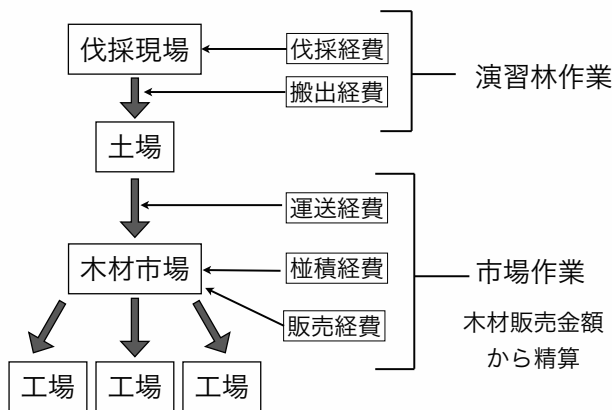 伐採現場
伐採経費
搬出経費
演習林作業
土場
運送経費
木材市場
椪積経費
販売経費
市場作業
木材販売金額
から精算
工場
工場
工場